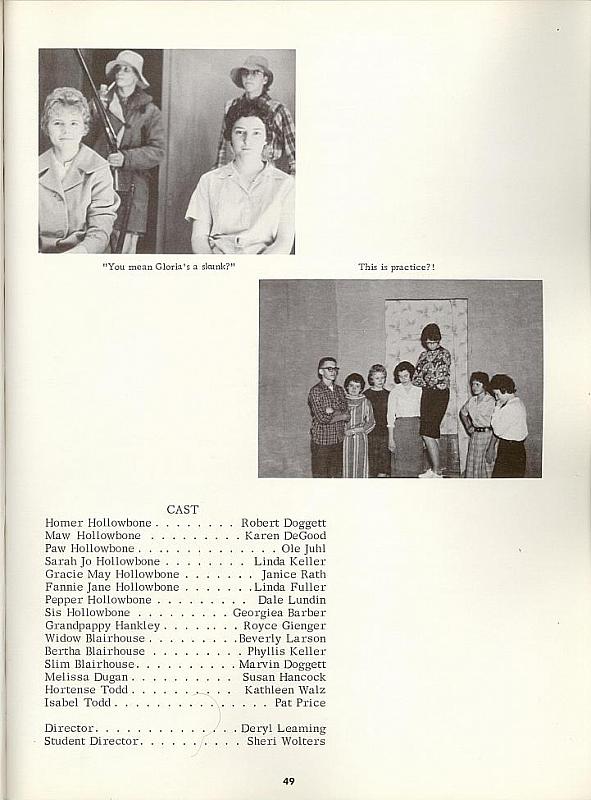 "You mean Gloria's a skunk?"
This is practice?!
CAST
Homer Hollowbone . . . . . . . . Robert Doggett
Maw Hollowbone . . . . . . . . . Karen DeGood
Paw Hollowbone . . . . . . . . . . . . . . Ole Juhl
Sarah Jo Hollowbone . . . . . . . . Linda Keller
Gracie May Hollowbone . . . . . . . Janice Rath
Fannie Jane Hollowbone . . . . . . . Linda Fuller
Pepper Hollowbone . . . . . . . . . Dale Lundin
Sis Hollowbone . . . . . . . . . Georgiea Barber
Grandpappy Hankley . . . . . . . . Royce Gienger
Widow Blairhouse . . . . . . . . . Beverly Larson
Bertha Blairhouse . . . . . . . . . Phyllis Keller
Slim Blairhouse. . . . . . . . . . Marvin Doggett
Melissa Dugan . . . . . . . . . . Susan Hancock
Hortense Todd . . . . . . . . . . Kathleen Walz
Isabel Todd . . . . . . . . . . . . . . . . Pat Price
Director. . . . . . . . . . . . . . . Deryl Leaming
Student Director. . . . . . . . . . Sheri Wolters
49